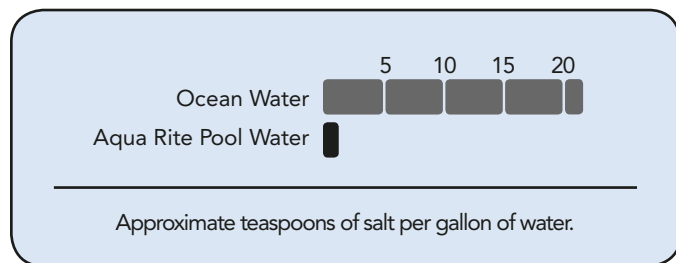 5 10 15 20
Ocean Water
Aqua Rite Pool Water
Approximate teaspoons of salt per gallon of water.